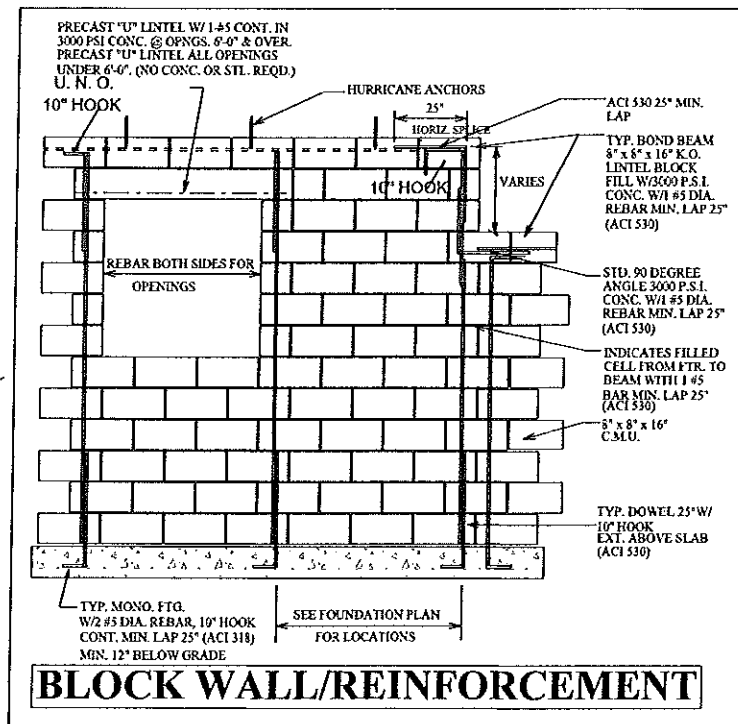 PRECAST "U" LINTEL W/ 1-#5 CONT. IN
3000 PSI CONC. @ OPNGS. 6'-0" & OVER.
PRECAST "U" LINTEL ALL OPENINGS
UNDER 6'-0". (NO CONC. OR STL. REQD.)
U. N. O.
10" HOOK
HURRICANE ANCHORS
25"
HORIZ. SPLICE
ACI 530 25" MIN.
LAP
TYP. BOND BEAM
8" x 8" x 16" K.O.
LINTEL BLOCK
FILL W/3000 P.S.I.
CONC. W/1 #5 DIA.
REBAR MIN. LAP 25"
(ACI 530)
10" HOOK
VARIES
REBAR BOTH SIDES FOR
OPENINGS
STD. 90 DEGREE
ANGLE 3000 P.S.I.
CONC. W/1 #5 DIA.
REBAR MIN. LAP 25"
(ACI 530)
INDICATES FILLED
CELL FROM FTR. TO
BEAM WITH 1 #5
BAR MIN. LAP 25"
(ACI 530)
8" x 8" x 16"
C.M.U.
TYP. DOWEL 25" W/
10" HOOK
EXT. ABOVE SLAB
(ACI 530)
TYP. MONO. FTG.
W/2 #5 DIA. REBAR, 10" HOOK
CONT. MIN. LAP 25" (ACI 318)
MIN. 12" BELOW GRADE
SEE FOUNDATION PLAN
FOR LOCATIONS
BLOCK WALL/REINFORCEMENT